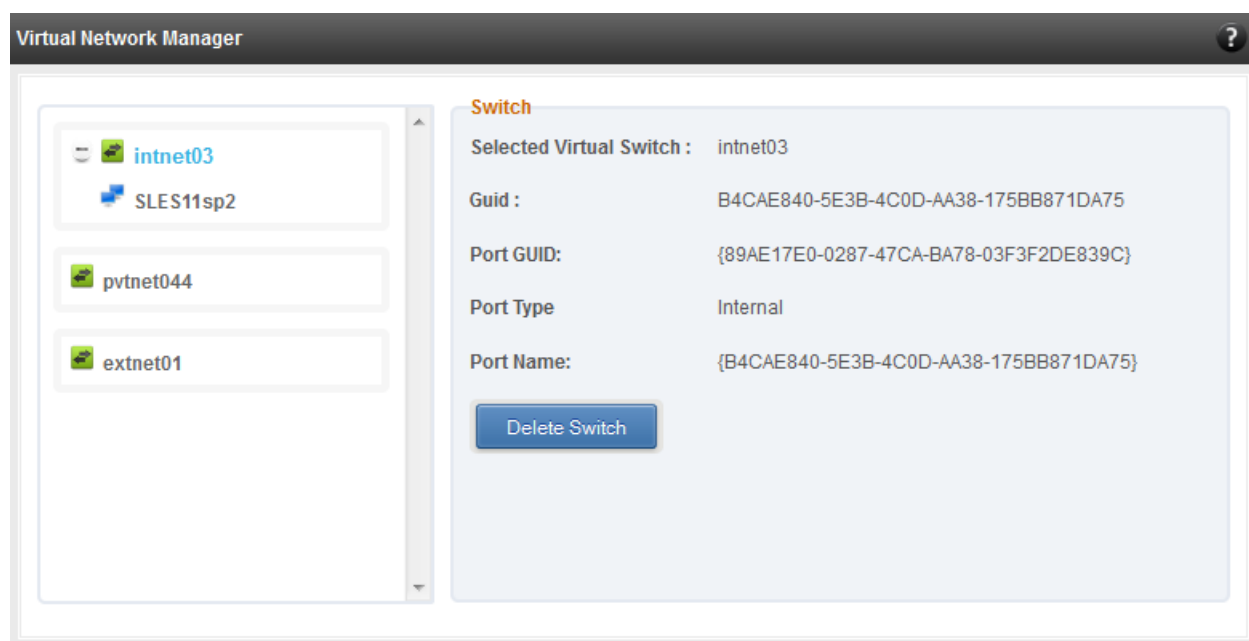 Virtual Network Manager
?
intnet03
SLES11sp2
pvtnet044
extnet01
Switch
Selected Virtual Switch : intnet03
Guid : B4CAE840-5E3B-4C0D-AA38-175BB871DA75
Port GUID: {89AE17E0-0287-47CA-BA78-03F3F2DE839C}
Port Type Internal
Port Name: {B4CAE840-5E3B-4C0D-AA38-175BB871DA75}
Delete Switch